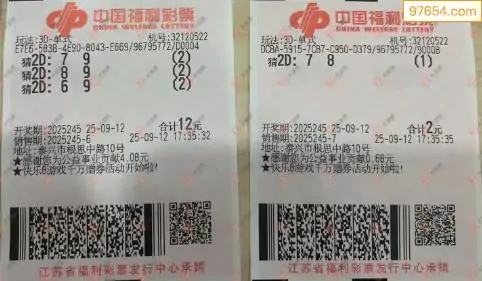 97654.com
中国福利彩票
CHINA WELFARE LOTTERY
玩法:3D-单式 机号:32120522
E7E6-583B-4E90-8043-E669/96795772/D0004
猜2D: 7 9 (2)
猜2D: 8 9 (2)
猜2D: 6 9 (2)
开奖期:2025245 25-09-12 合计12元
销售期:2025245-6 25-09-12 17:35:32
地址:泰兴市根思中路10号
★感谢您为公益事业贡献4.08元
★快乐8游戏千万赠券活动开始啦!
江苏省福利彩票发行中心承销
中国福利彩票
CHINA WELFARE LOTTERY
玩法:3D-单式 机号:32120522
DC8A-5915-7CB7-C950-D379/96795772/9000B
猜2D: 7 8 (1)
开奖期:2025245 25-09-12 合计2元
销售期:2025245-7 25-09-12 17:35:35
地址:泰兴市根思中路10号
★感谢您为公益事业贡献0.68元
★快乐8游戏千万赠券活动开始啦!
江苏省福利彩票发行中心承销